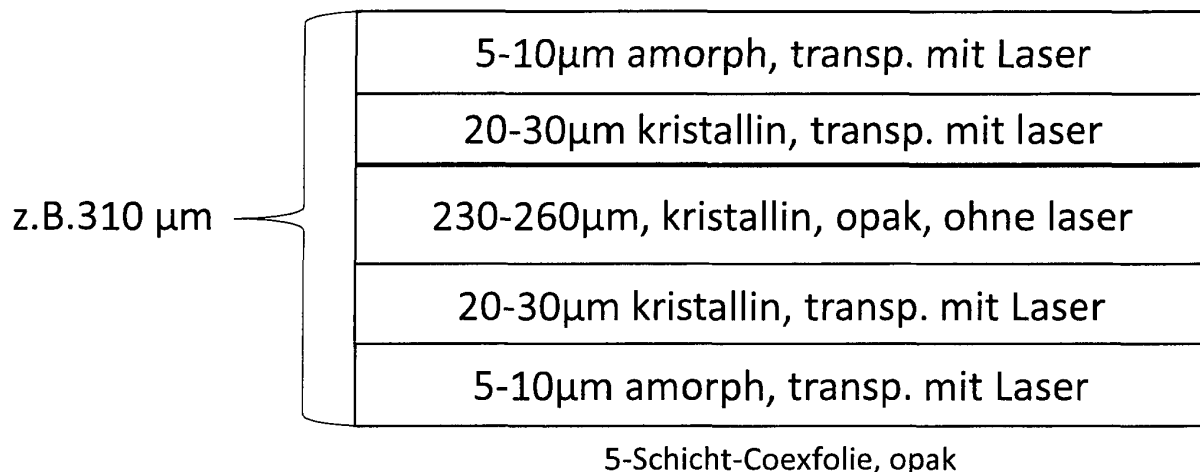 5-10µm amorph, transp. mit Laser
20-30µm kristallin, transp. mit laser
z.B.310 µm
230-260µm, kristallin, opak, ohne laser
20-30µm kristallin, transp. mit Laser
5-10µm amorph, transp. mit Laser
5-Schicht-Coexfolie, opak